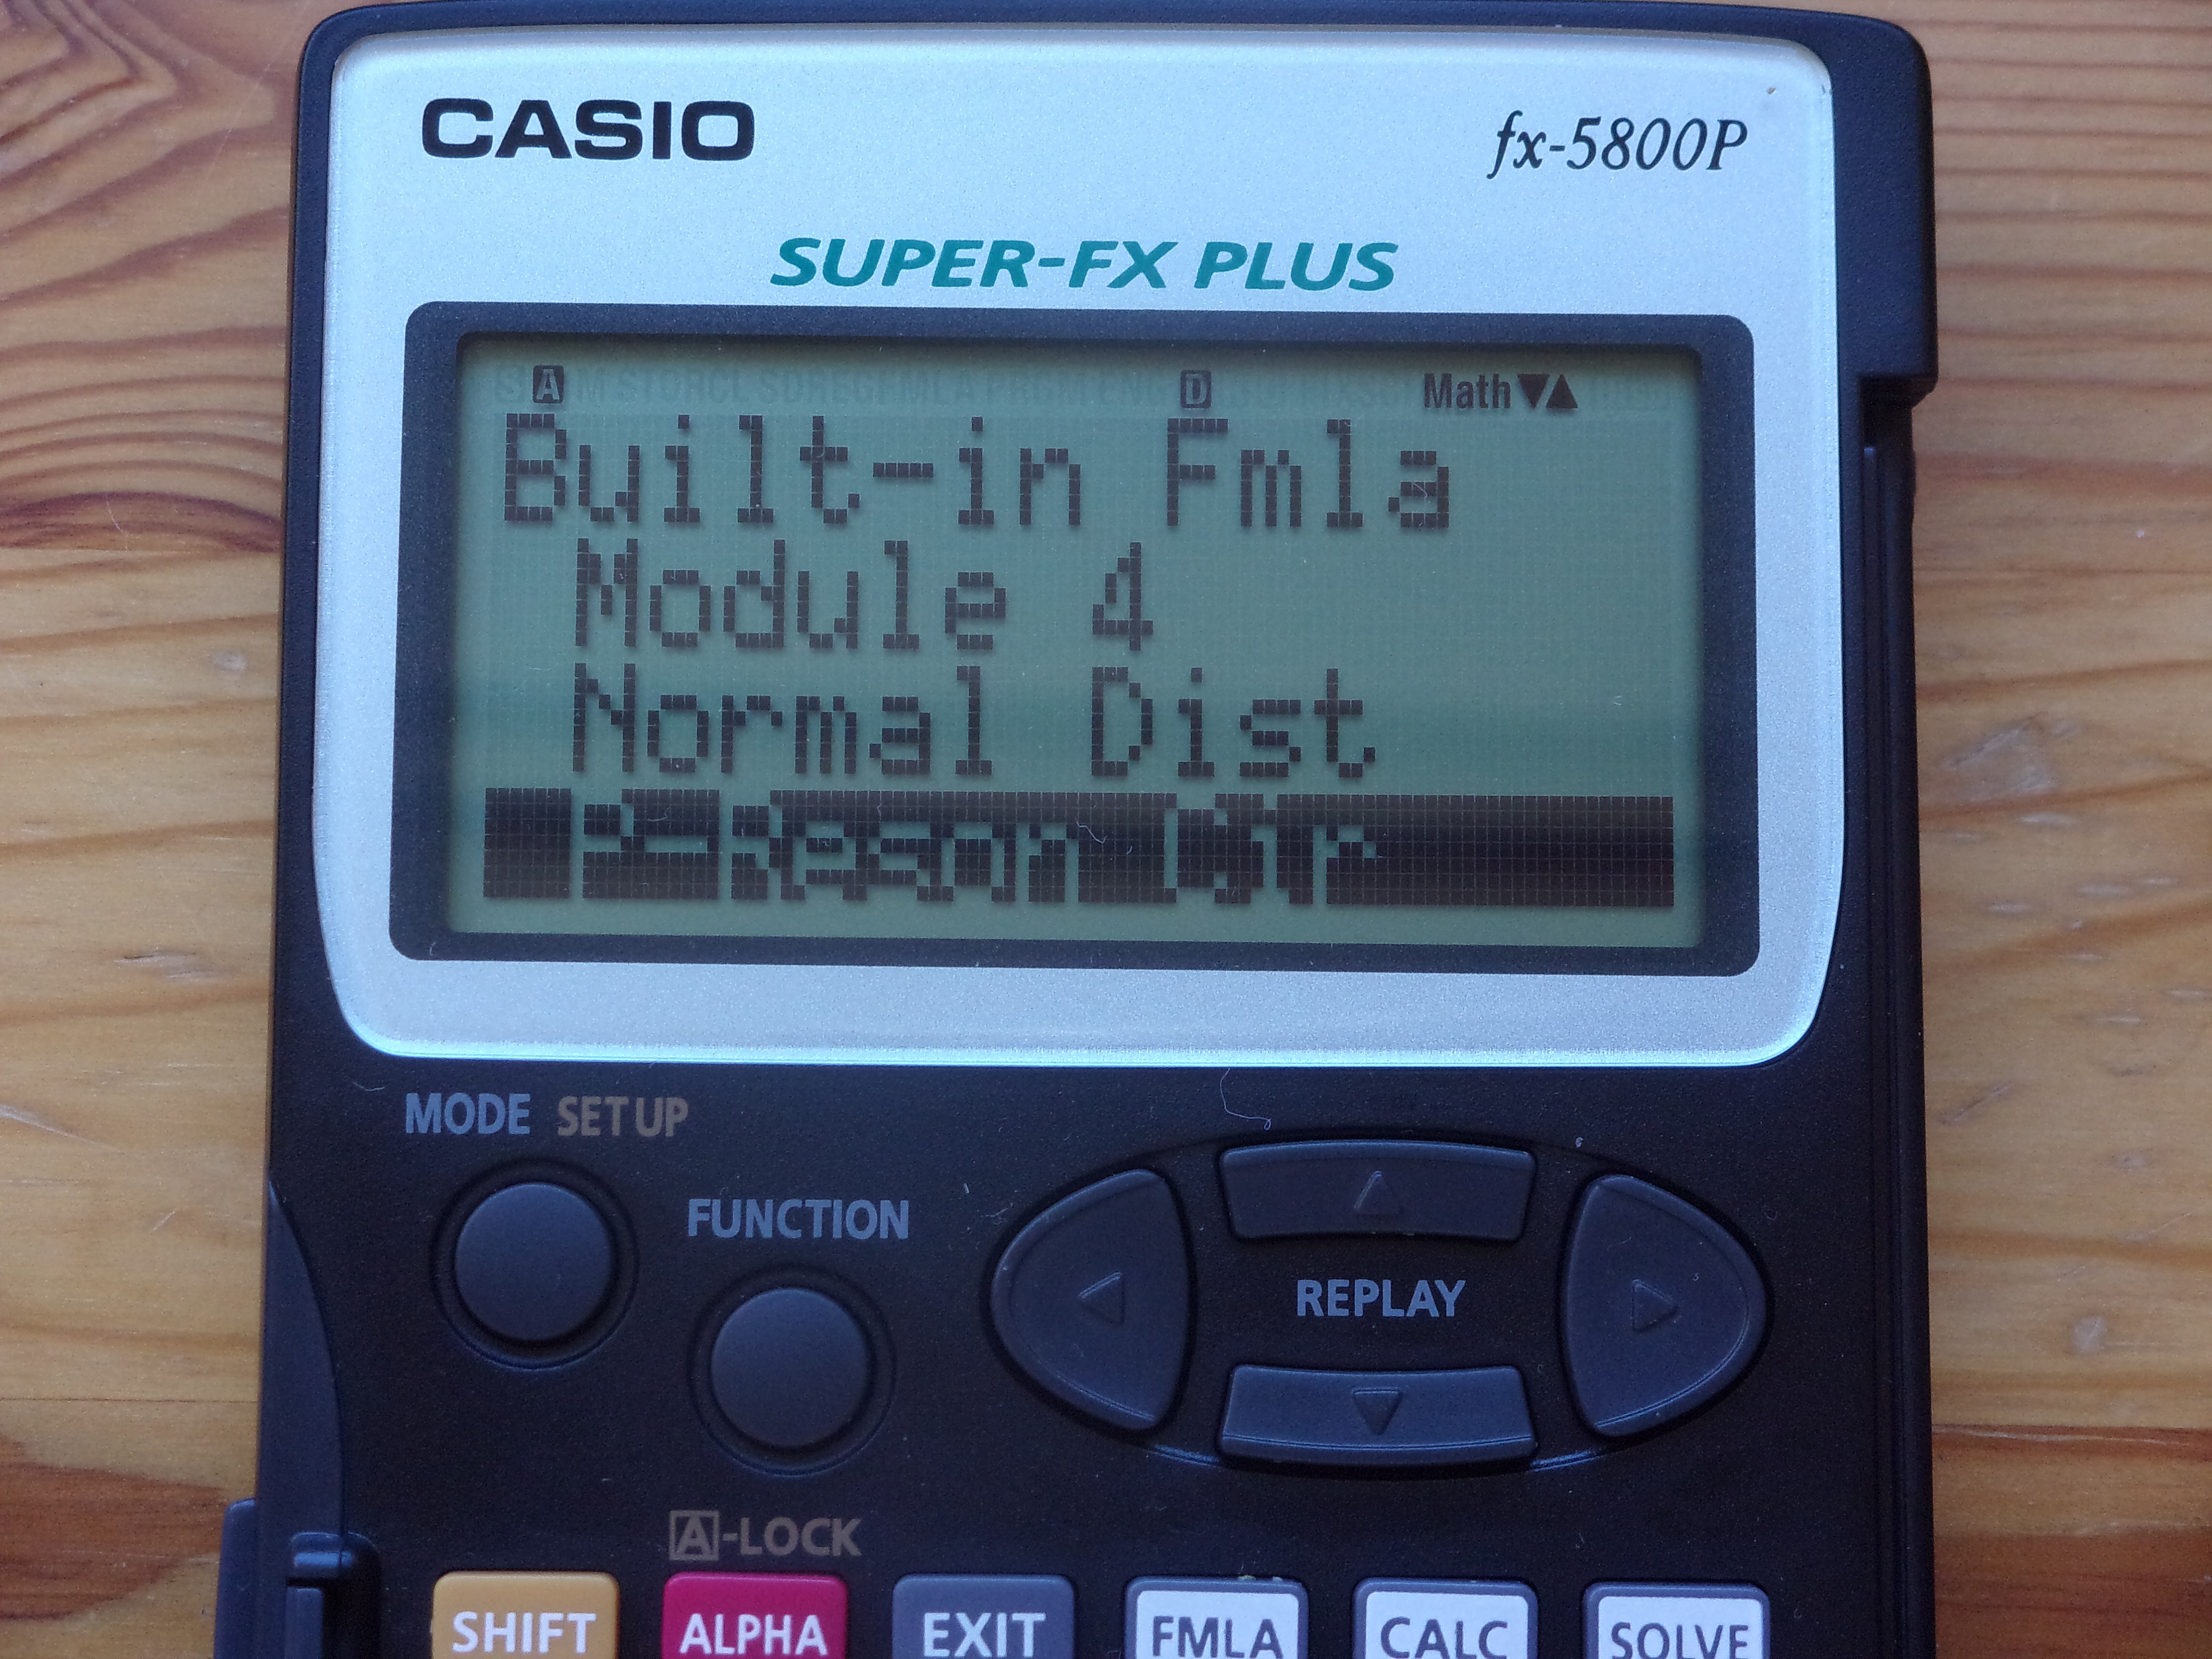 CASIO
fx-5800P
SUPER-FX PLUS
A D Math▼▲
Built-in Fmla
Module 4
Normal Dist
MODE SETUP
FUNCTION
REPLAY
A-LOCK
SHIFT ALPHA EXIT FMLA CALC SOLVE